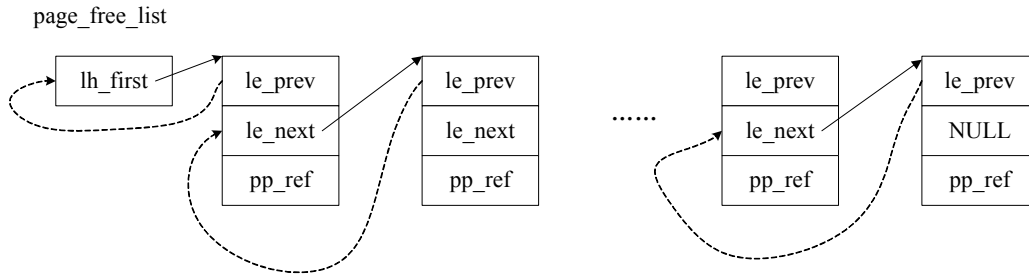 page_free_list
lh_first le_prev le_prev le_prev le_prev
le_next le_next …… le_next NULL
pp_ref pp_ref pp_ref pp_ref